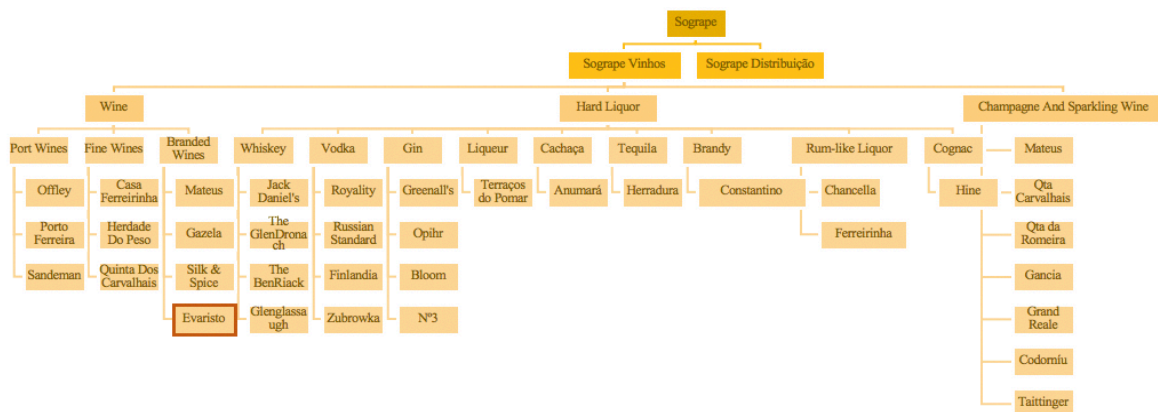 Sogrape
Sogrape Vinhos
Sogrape Distribuição
Wine
Hard Liquor
Champagne And Sparkling Wine
Port Wines
Fine Wines
Branded
Wines
Whiskey
Vodka
Gin
Liqueur
Cachaça
Tequila
Brandy
Rum-like Liquor
Cognac
Mateus
Offley
Casa
Ferreirinha
Mateus
Jack
Daniel's
Royality
Greenall's
Terraços
do Pomar
Anumará
Herradura
Constantino
Chancella
Hine
Qta
Carvalhais
Porto
Ferreira
Herdade
Do Peso
Gazela
The
GlenDrona
ch
Russian
Standard
Opihr
Ferreirinha
Qta da
Romeira
Sandeman
Quinta Dos
Carvalhais
Silk &
Spice
The
BenRiack
Finlandia
Bloom
Gancia
Evaristo
Glenglassa
ugh
Zubrowka
Nº3
Grand
Reale
Codorníu
Taittinger